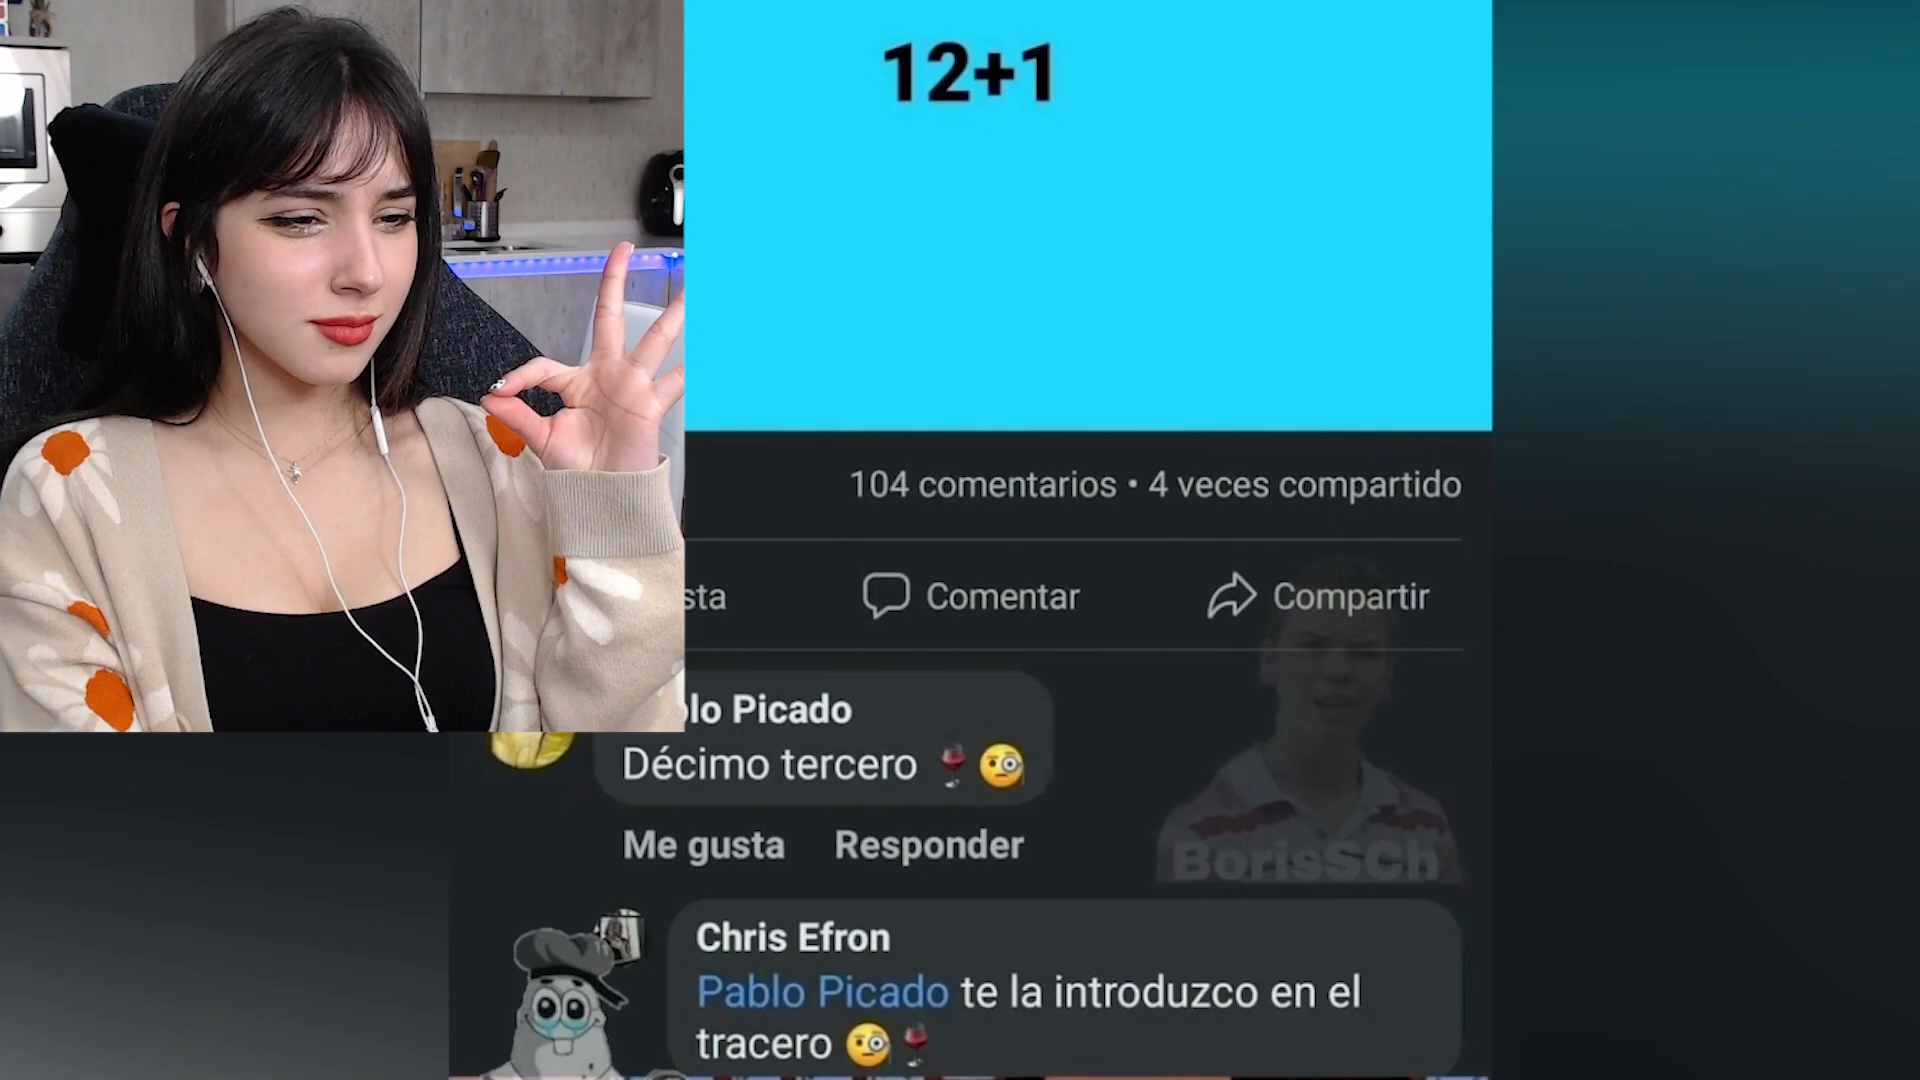 12+1
104 comentarios • 4 veces compartido
sta
Comentar
Compartir
lo Picado
Décimo tercero 🍷🧐
Me gusta
Responder
BorisSCh
Chris Efron
Pablo Picado te la introduzco en el
tracero 🧐🍷